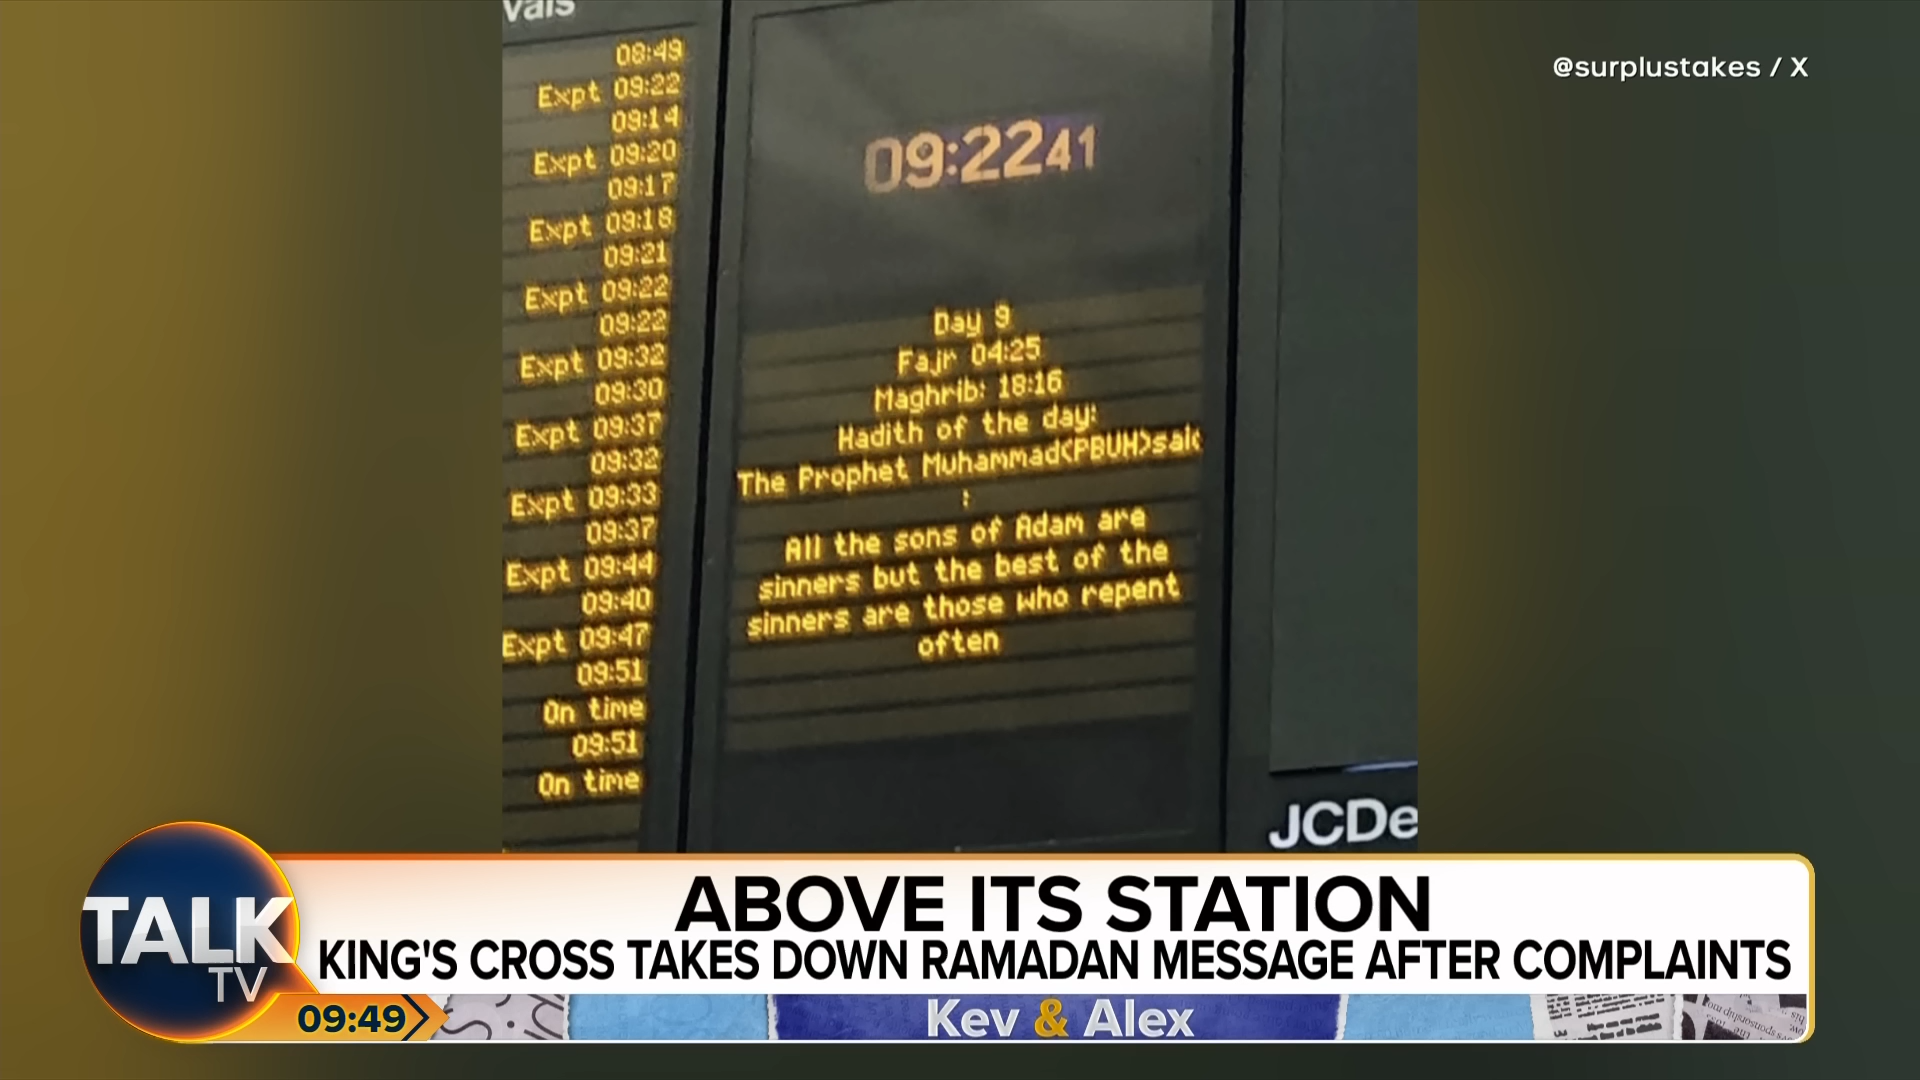 vals
@surplustakes / X
08:49
Expt 09:22
09:14
Expt 09:20
09:17
Expt 09:18
09:21
Expt 09:22
09:22
Expt 09:32
09:30
Expt 09:37
09:32
Expt 09:33
09:37
Expt 09:44
09:40
Expt 09:47
09:51
On time
09:51
On time
09:22 41
Day 9
Fajr 04:25
Maghrib: 18:16
Hadith of the day:
The Prophet Muhammad(PBUH)said
:
All the sons of Adam are
sinners but the best of the
sinners are those who repent
often
JCDe
ABOVE ITS STATION
KING'S CROSS TAKES DOWN RAMADAN MESSAGE AFTER COMPLAINTS
TALK
TV
09:49
Kev & Alex